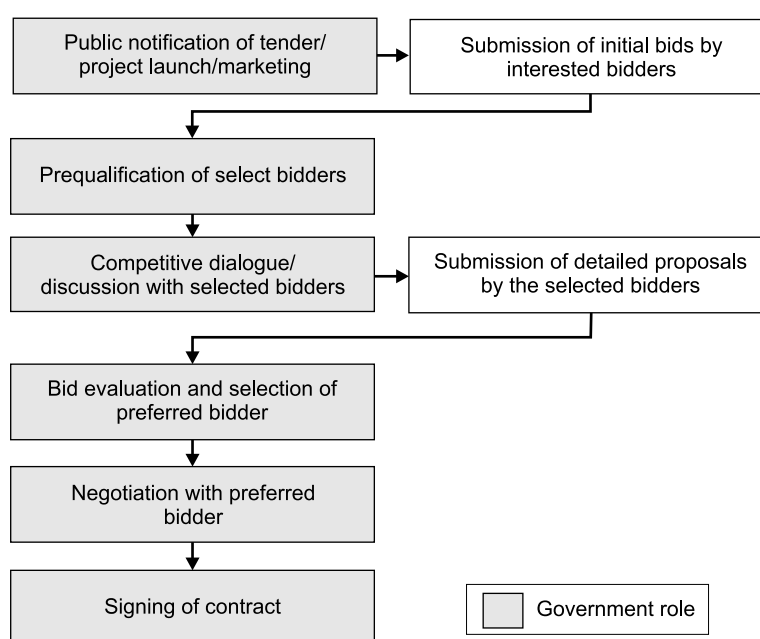 Public notification of tender/
project launch/marketing
Submission of initial bids by
interested bidders
Prequalification of select bidders
Competitive dialogue/
discussion with selected bidders
Submission of detailed proposals
by the selected bidders
Bid evaluation and selection of
preferred bidder
Negotiation with preferred
bidder
Signing of contract
Government role